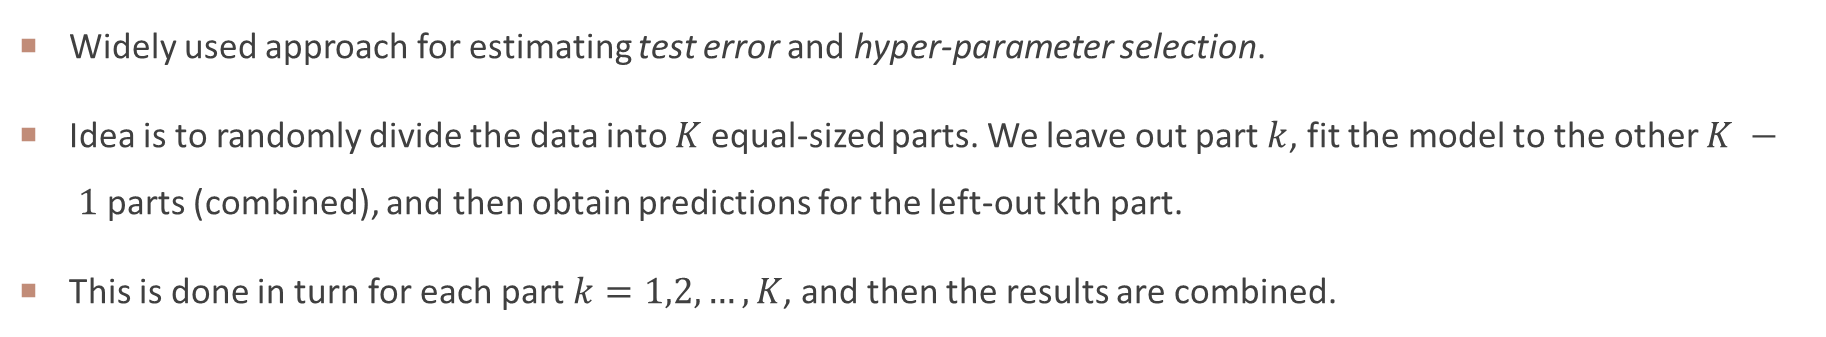 ▪ Widely used approach for estimating test error and hyper-parameter selection.
▪ Idea is to randomly divide the data into K equal-sized parts. We leave out part k, fit the model to the other K −
1 parts (combined), and then obtain predictions for the left-out kth part.
▪ This is done in turn for each part k = 1,2, … , K, and then the results are combined.